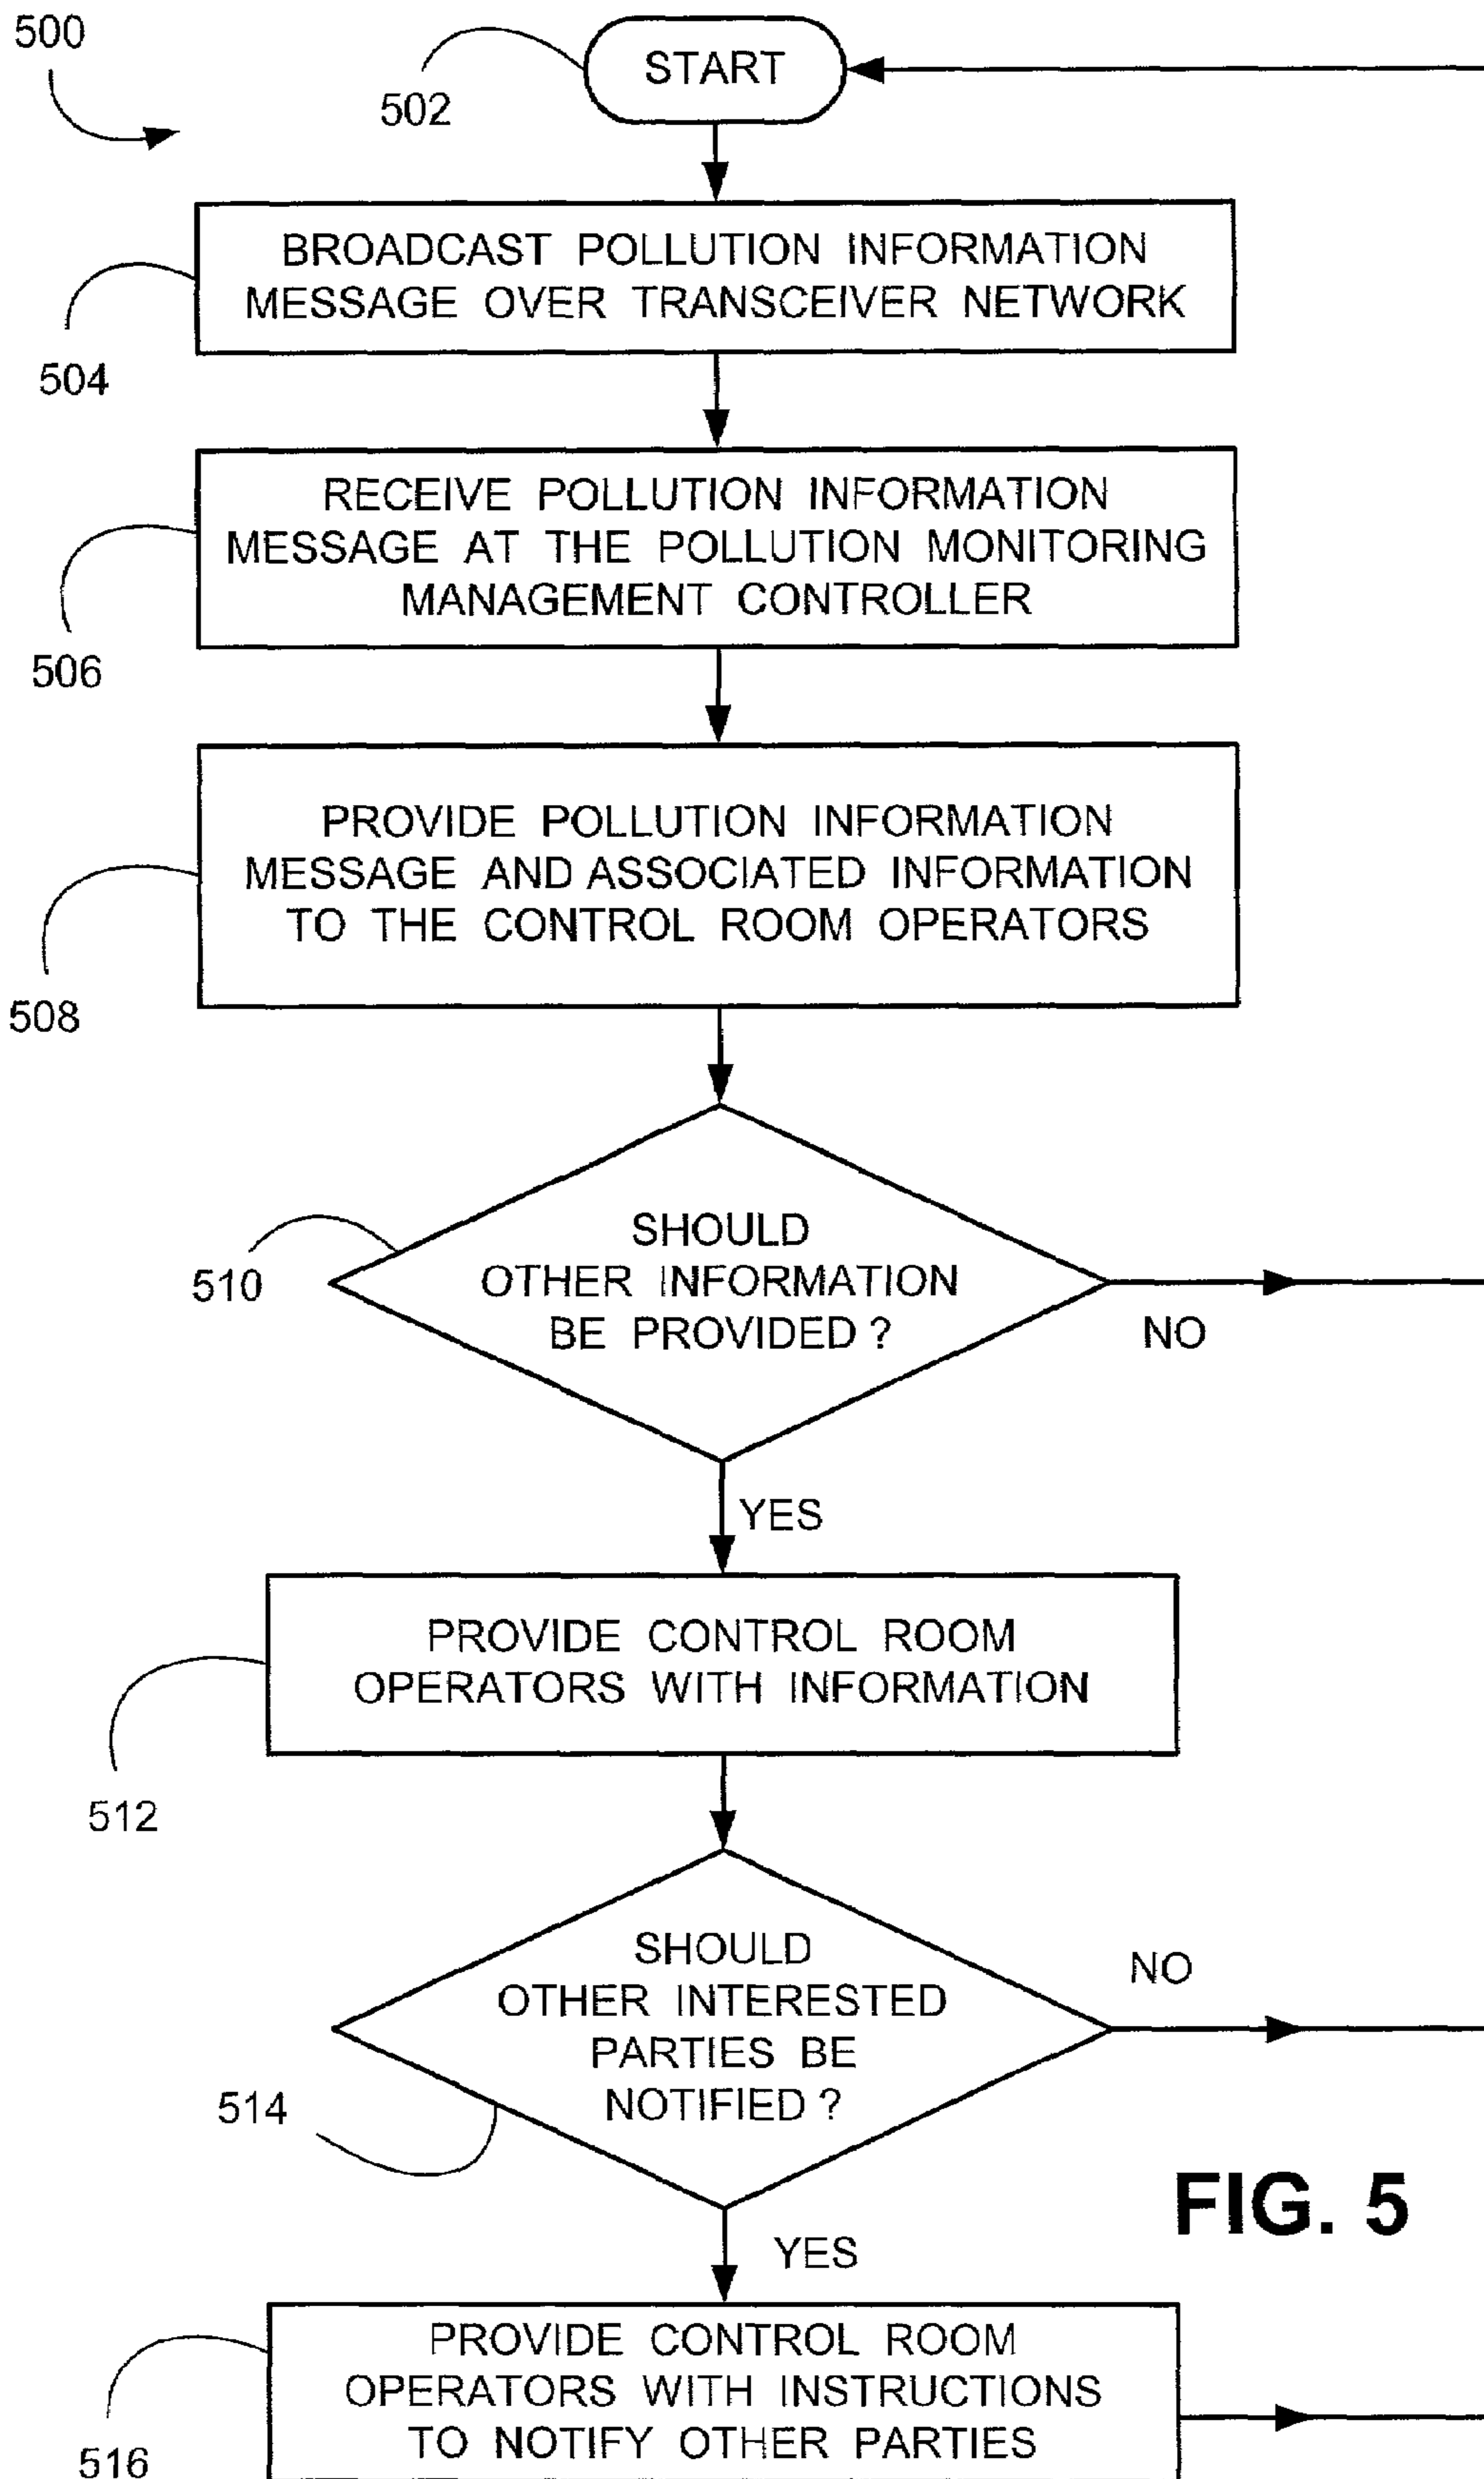 500
502
START
BROADCAST POLLUTION INFORMATION
MESSAGE OVER TRANSCEIVER NETWORK
504
RECEIVE POLLUTION INFORMATION
MESSAGE AT THE POLLUTION MONITORING
MANAGEMENT CONTROLLER
506
PROVIDE POLLUTION INFORMATION
MESSAGE AND ASSOCIATED INFORMATION
TO THE CONTROL ROOM OPERATORS
508
SHOULD
OTHER INFORMATION
BE PROVIDED ?
510
NO
YES
PROVIDE CONTROL ROOM
OPERATORS WITH INFORMATION
512
SHOULD
OTHER INTERESTED
PARTIES BE
NOTIFIED ?
514
NO
YES
FIG. 5
PROVIDE CONTROL ROOM
OPERATORS WITH INSTRUCTIONS
TO NOTIFY OTHER PARTIES
516